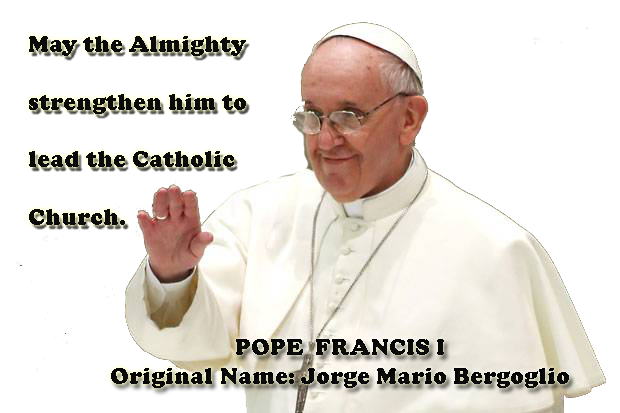 May the Almighty
strengthen him to
lead the Catholic
Church.
POPE FRANCIS I
Original Name: Jorge Mario Bergoglio